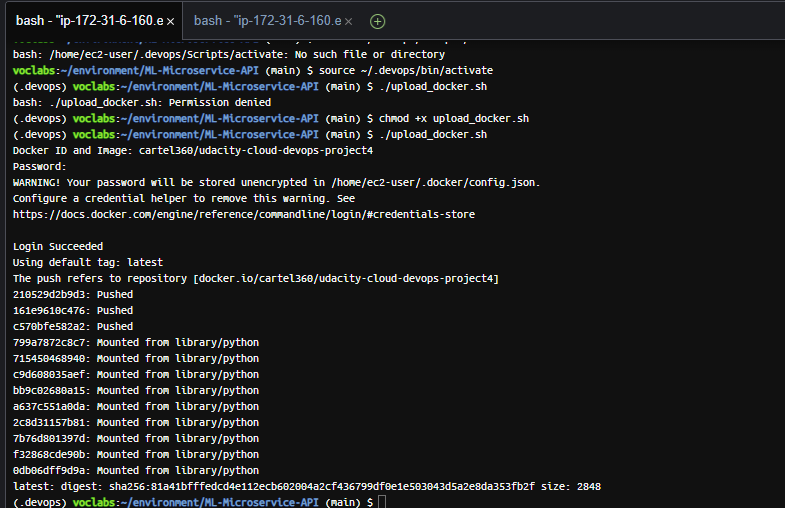 bash - "ip-172-31-6-160.e × bash - "ip-172-31-6-160.e ×
bash: /home/ec2-user/.devops/Scripts/activate: No such file or directory
voclabs:~/environment/ML-Microservice-API (main) $ source ~/.devops/bin/activate
(.devops) voclabs:~/environment/ML-Microservice-API (main) $ ./upload_docker.sh
bash: ./upload_docker.sh: Permission denied
(.devops) voclabs:~/environment/ML-Microservice-API (main) $ chmod +x upload_docker.sh
(.devops) voclabs:~/environment/ML-Microservice-API (main) $ ./upload_docker.sh
Docker ID and Image: cartel360/udacity-cloud-devops-project4
Password:
WARNING! Your password will be stored unencrypted in /home/ec2-user/.docker/config.json.
Configure a credential helper to remove this warning. See
https://docs.docker.com/engine/reference/commandline/login/#credentials-store
Login Succeeded
Using default tag: latest
The push refers to repository [docker.io/cartel360/udacity-cloud-devops-project4]
210529d2b9d3: Pushed
161e9610c476: Pushed
c570bfe582a2: Pushed
799a7872c8c7: Mounted from library/python
715450468940: Mounted from library/python
c9d608035aef: Mounted from library/python
bb9c02680a15: Mounted from library/python
a637c551a0da: Mounted from library/python
2c8d31157b81: Mounted from library/python
7b76d801397d: Mounted from library/python
f32868cde90b: Mounted from library/python
0db06dff9d9a: Mounted from library/python
latest: digest: sha256:81a41bfffedcd4e112ecb602004a2cf436799df0e1e503043d5a2e8da353fb2f size: 2848
(.devops) voclabs:~/environment/ML-Microservice-API (main) $